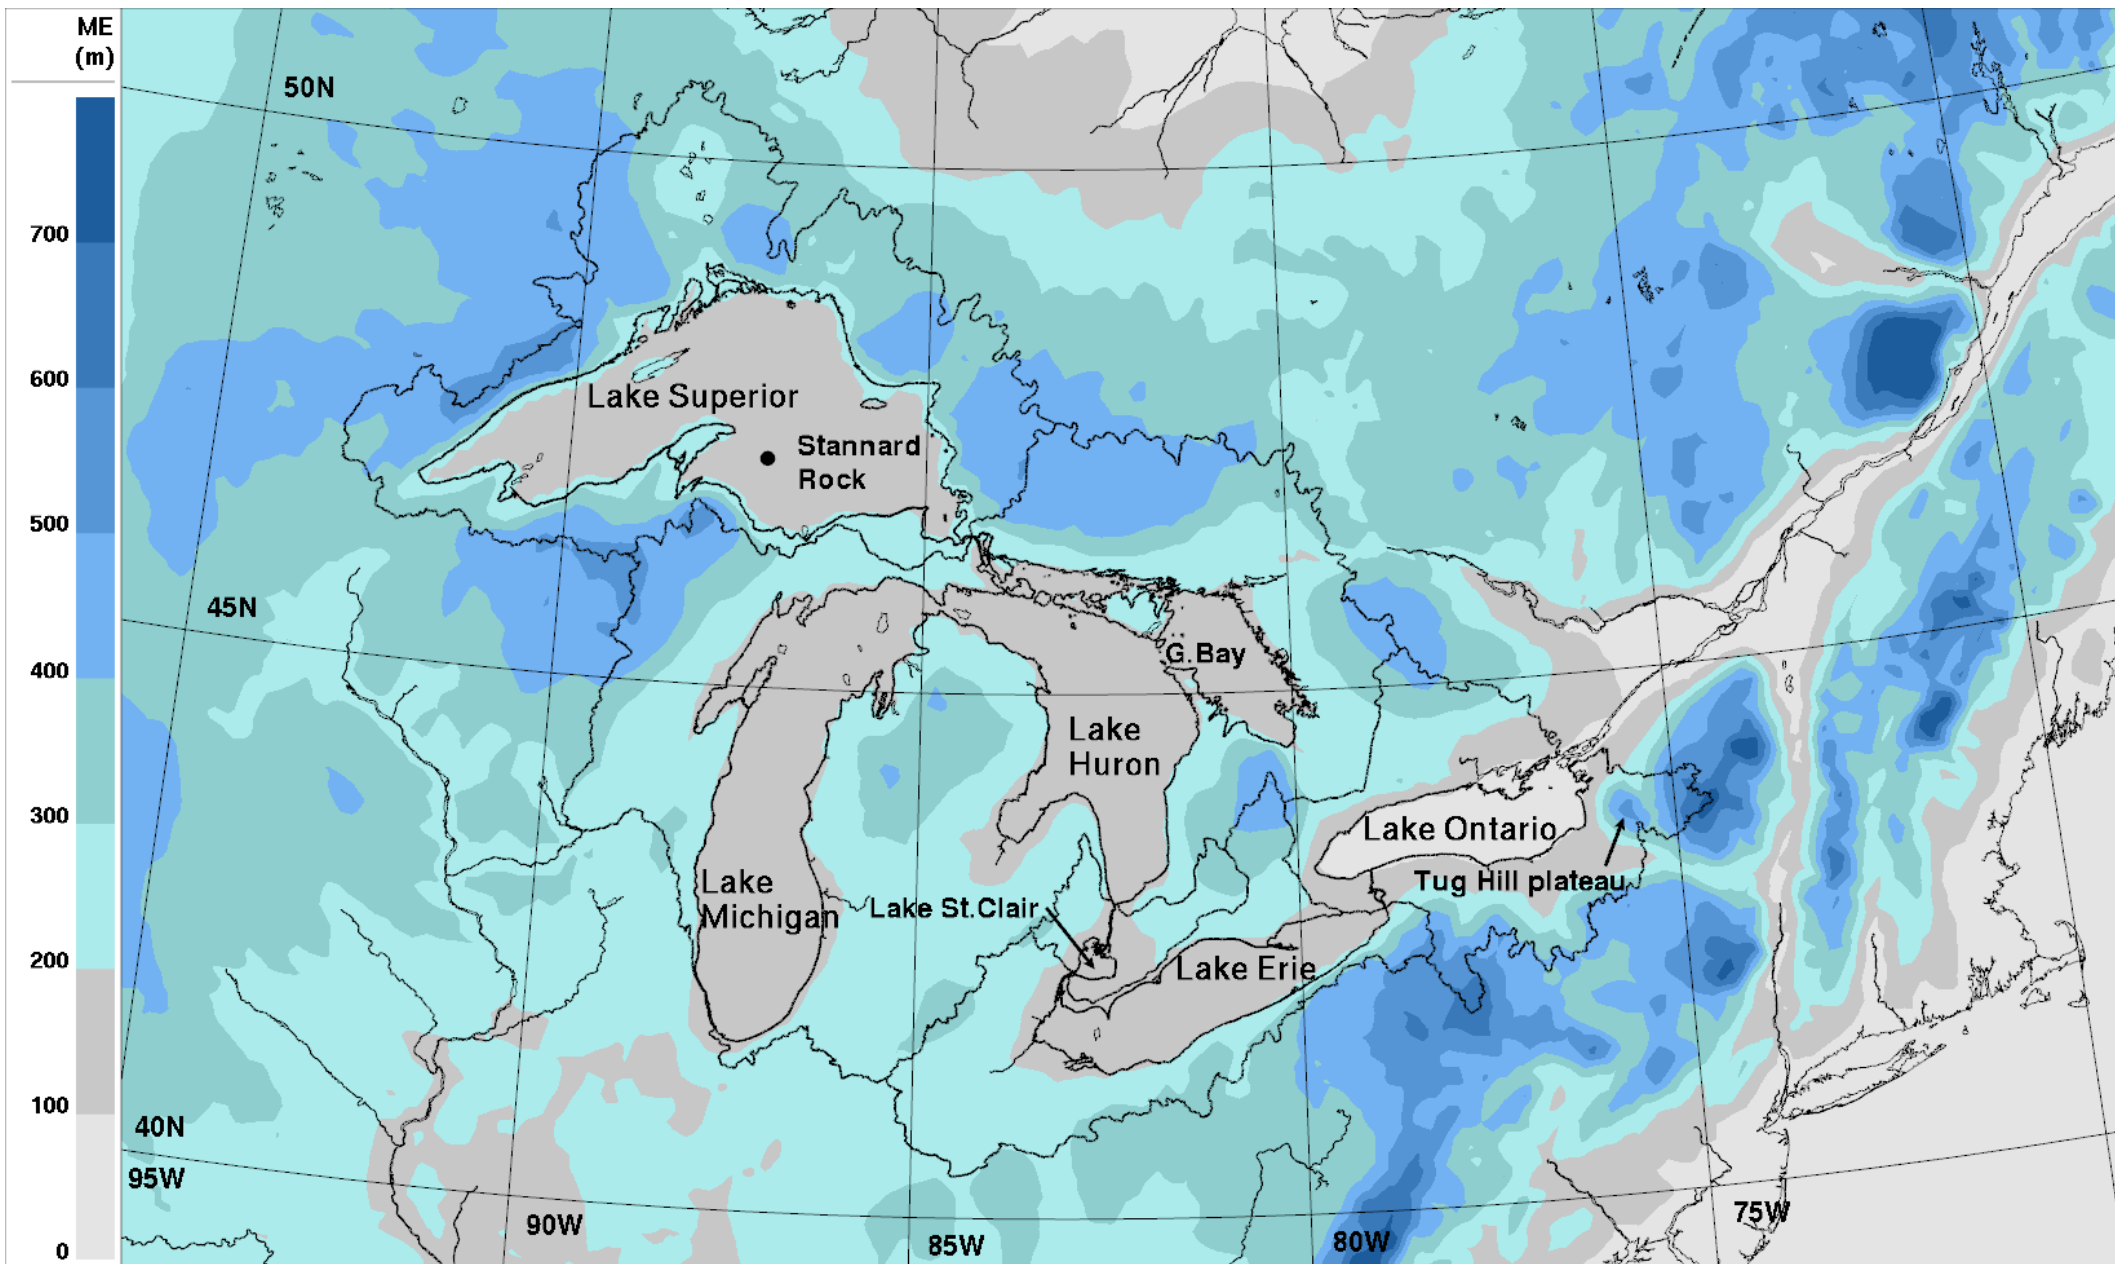 ME
(m)
700
600
500
400
300
200
100
0
50N
45N
40N
95W
90W
85W
80W
75W
Lake Superior
Stannard
Rock
G.Bay
Lake
Huron
Lake Ontario
Tug Hill plateau
Lake
Michigan
Lake St.Clair
Lake Erie